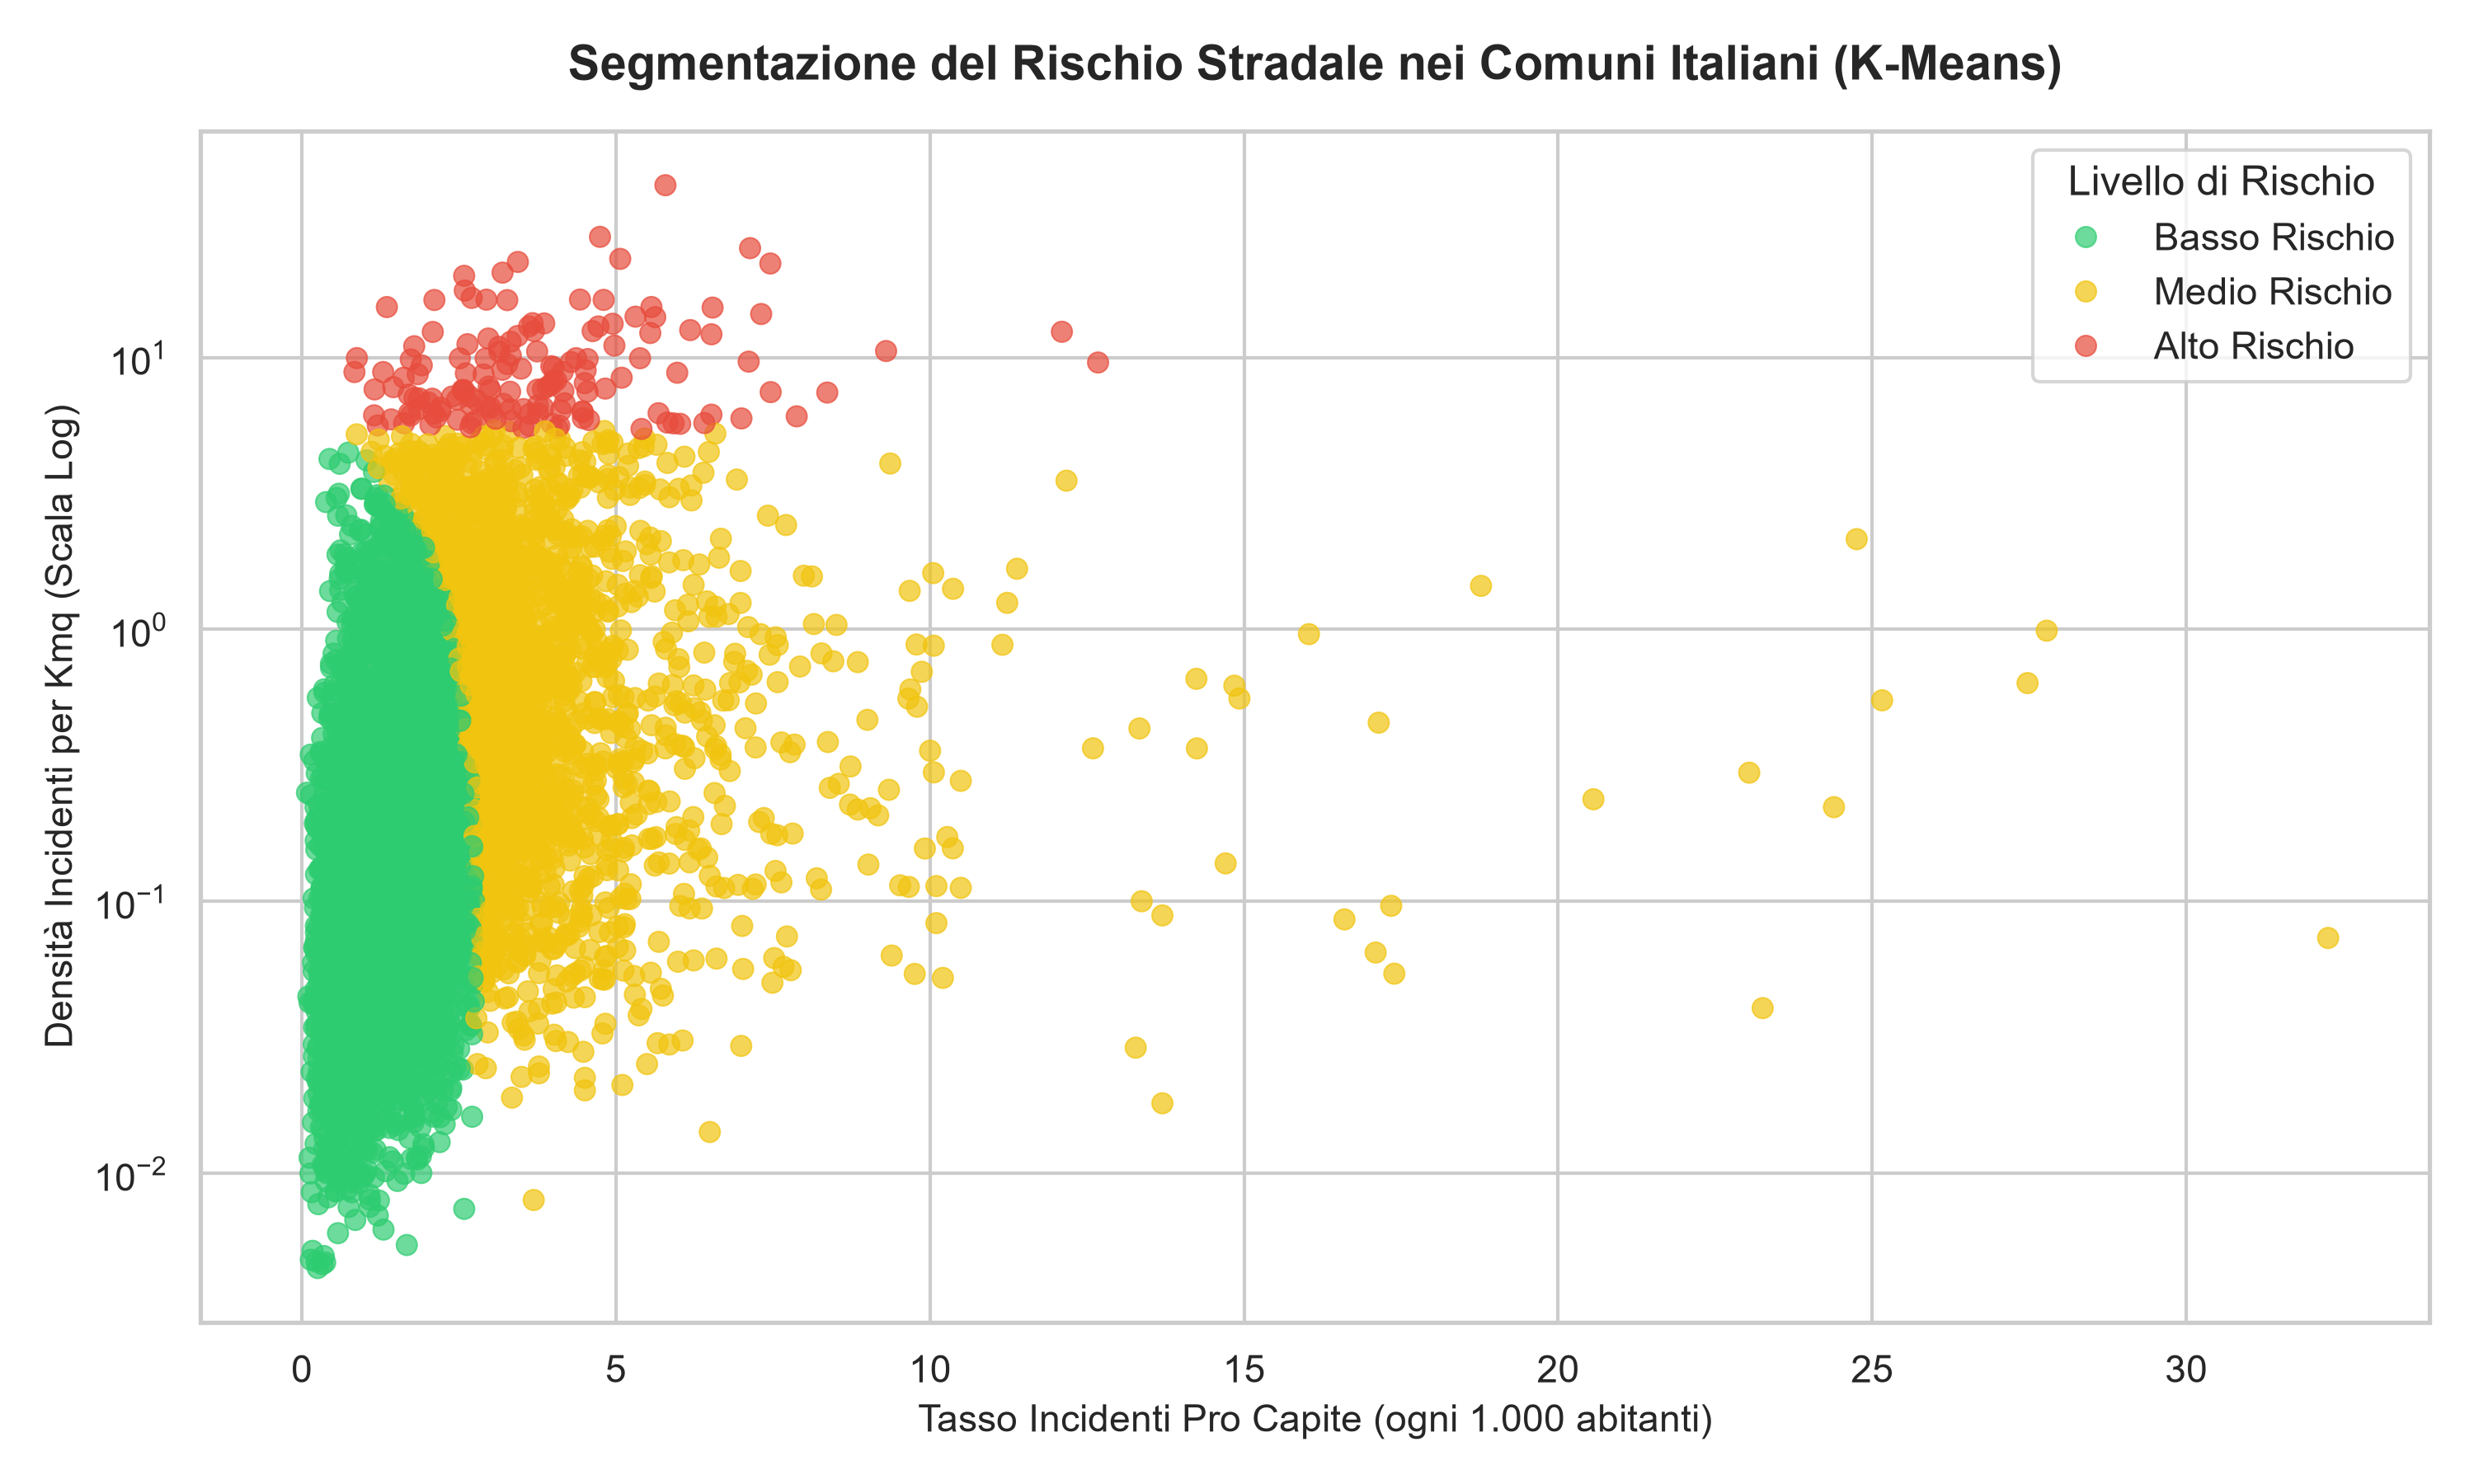 Segmentazione del Rischio Stradale nei Comuni Italiani (K-Means)
Livello di Rischio
Basso Rischio
Medio Rischio
Alto Rischio
Densità Incidenti per Kmq (Scala Log)
10¹
10⁰
10⁻¹
10⁻²
0 5 10 15 20 25 30
Tasso Incidenti Pro Capite (ogni 1.000 abitanti)